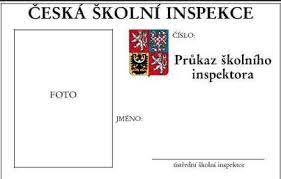 ČESKÁ ŠKOLNÍ INSPEKCE
ČÍSLO:
Průkaz školního
inspektora
FOTO
JMÉNO:
ústřední školní inspektor